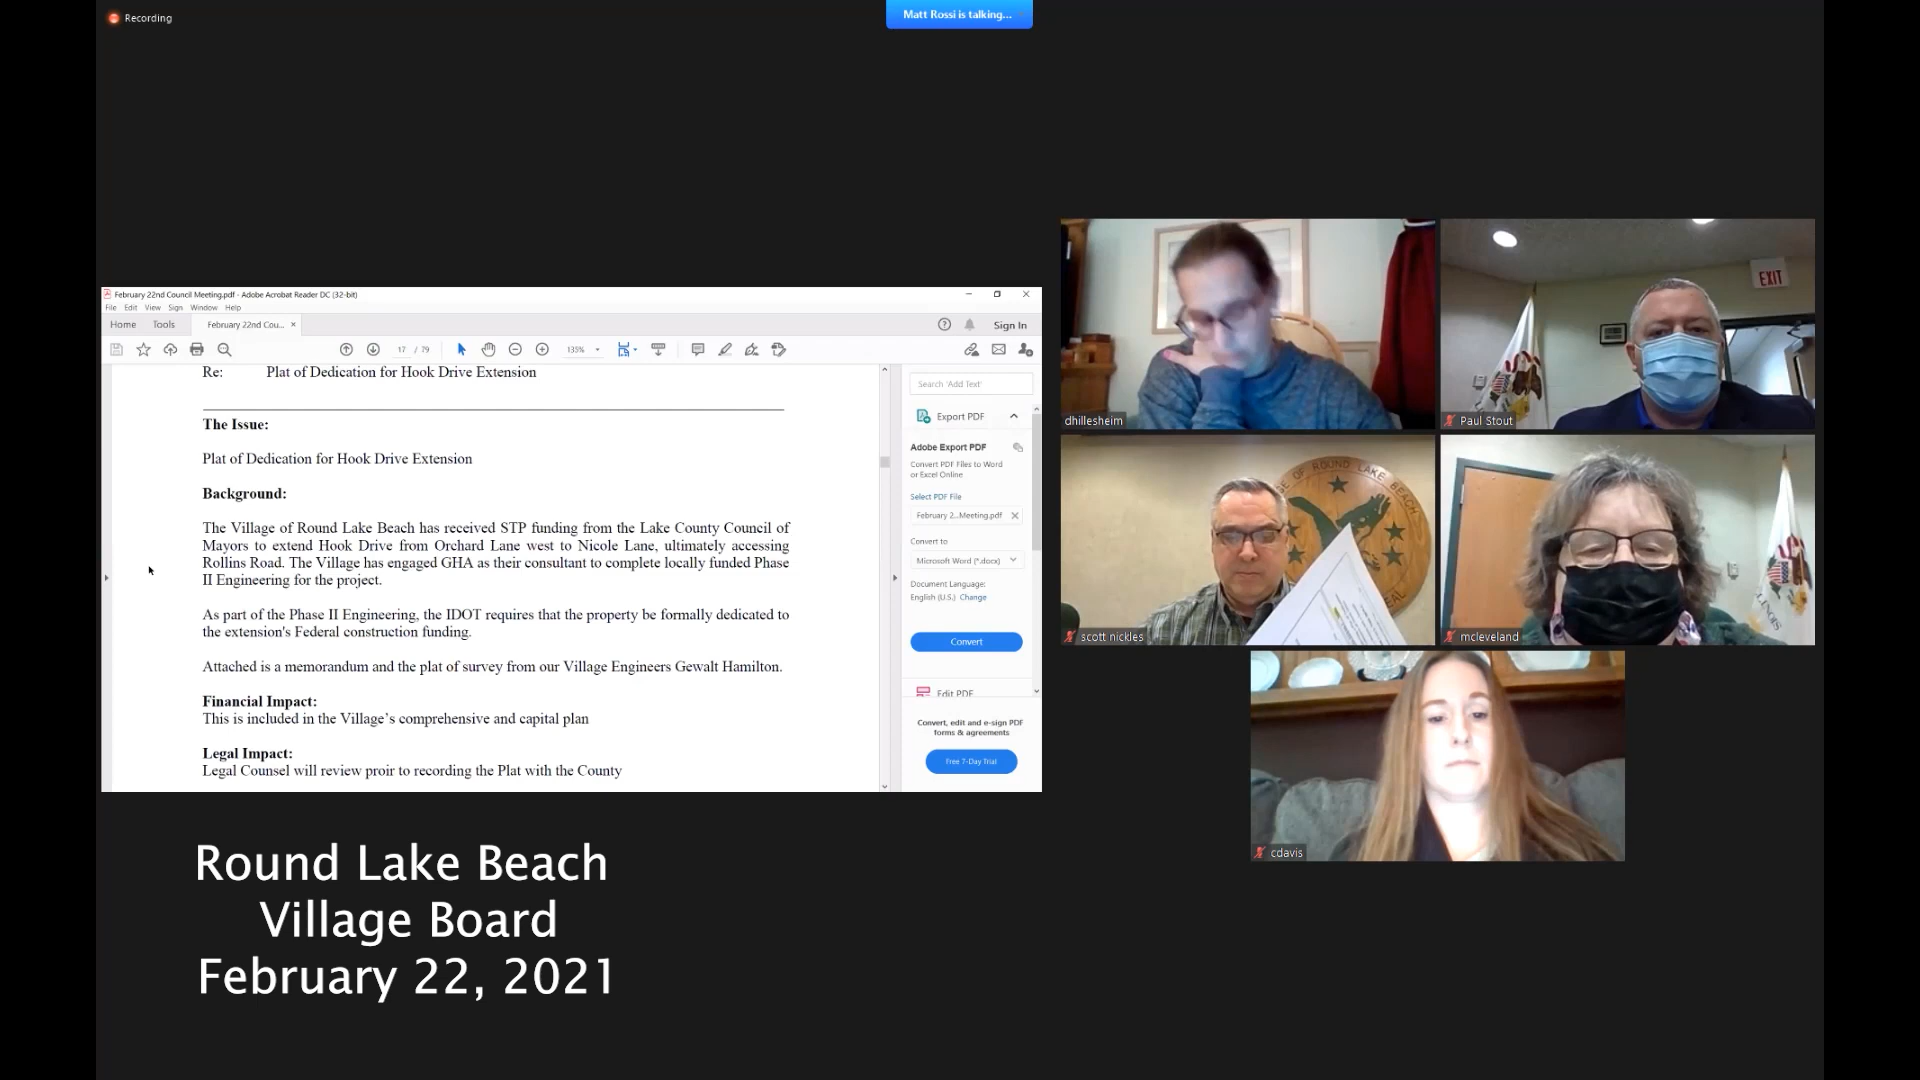 Recording
Matt Rossi is talking...
February 22nd Council Meeting.pdf - Adobe Acrobat Reader DC (32-bit)
File Edit View Sign Window Help
Home Tools February 22nd Cou... ×
Sign In
17 / 79
135%
Re: Plat of Dedication for Hook Drive Extension
The Issue:
Plat of Dedication for Hook Drive Extension
Background:
The Village of Round Lake Beach has received STP funding from the Lake County Council of
Mayors to extend Hook Drive from Orchard Lane west to Nicole Lane, ultimately accessing
Rollins Road. The Village has engaged GHA as their consultant to complete locally funded Phase
II Engineering for the project.
As part of the Phase II Engineering, the IDOT requires that the property be formally dedicated to
the extension's Federal construction funding.
Attached is a memorandum and the plat of survey from our Village Engineers Gewalt Hamilton.
Financial Impact:
This is included in the Village's comprehensive and capital plan
Legal Impact:
Legal Counsel will review proir to recording the Plat with the County
Search 'Add Text'
Export PDF
Adobe Export PDF
Convert PDF Files to Word
or Excel Online
Select PDF File
February 2...Meeting.pdf
Convert to
Microsoft Word (*.docx)
Document Language:
English (U.S.) Change
Convert
Edit PDF
Convert, edit and e-sign PDF
forms & agreements
Free 7-Day Trial
dhillesheim
EXIT
Paul Stout
OF ROUND LAKE BEACH
scott nickles
mcleveland
cdavis
Round Lake Beach
Village Board
February 22, 2021